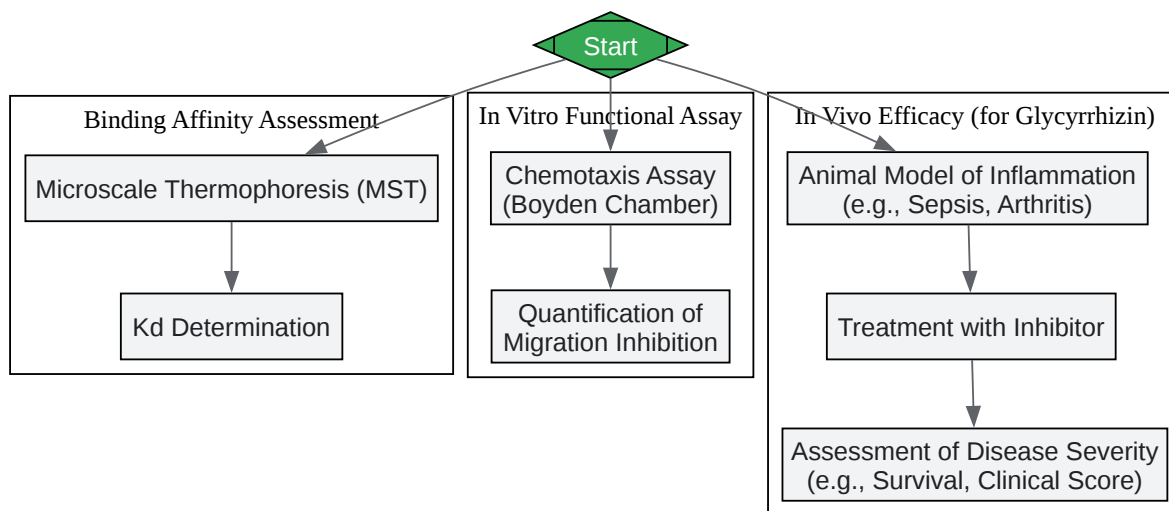 Start
Binding Affinity Assessment
Microscale Thermophoresis (MST)
Kd Determination
In Vitro Functional Assay
Chemotaxis Assay
(Boyden Chamber)
Quantification of
Migration Inhibition
In Vivo Efficacy (for Glycyrrhizin)
Animal Model of Inflammation
(e.g., Sepsis, Arthritis)
Treatment with Inhibitor
Assessment of Disease Severity
(e.g., Survival, Clinical Score)